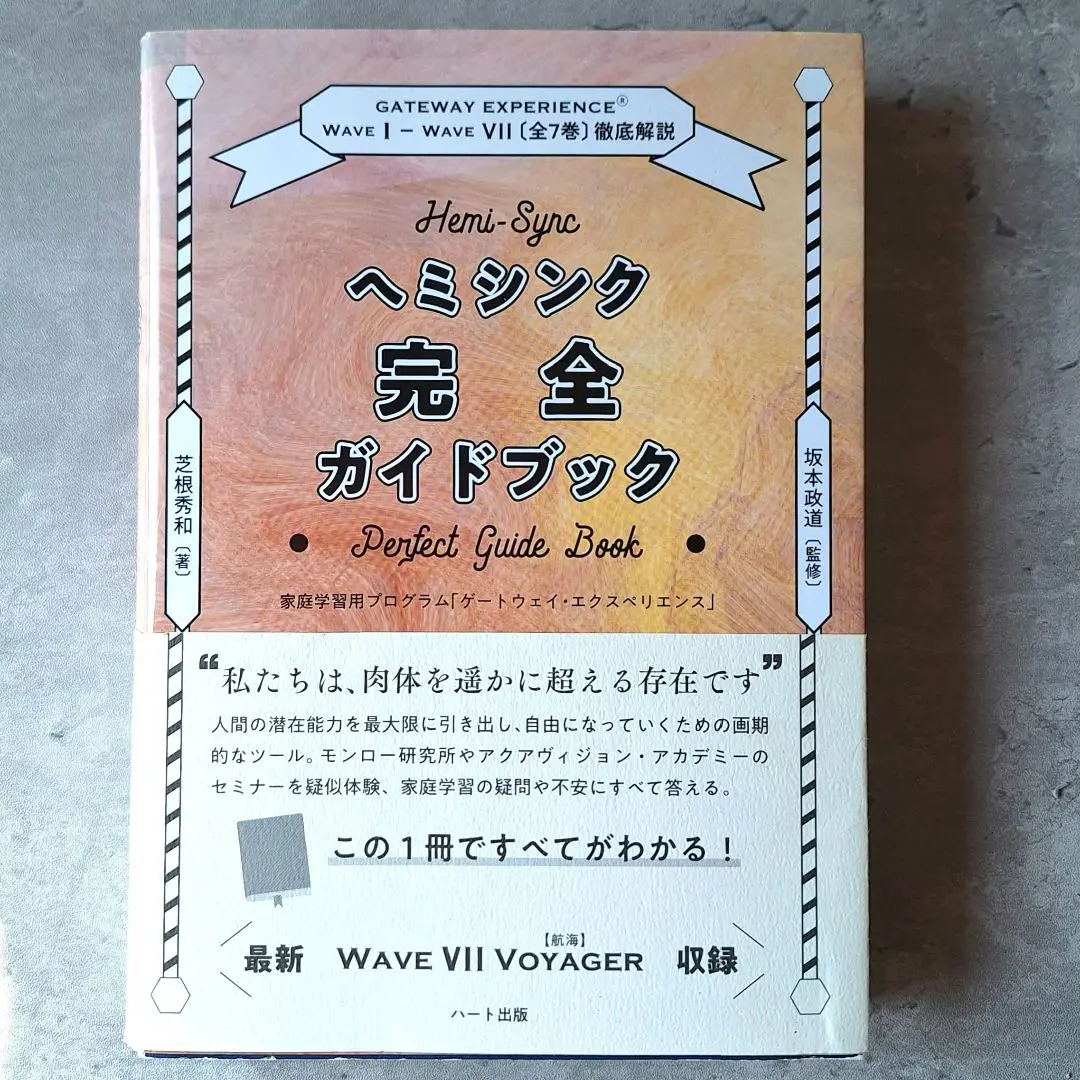 GATEWAY EXPERIENCE®
WAVE I – WAVE VII〔全7巻〕徹底解説
Hemi-Sync
ヘミシンク
完全
ガイドブック
Perfect Guide Book
家庭学習用プログラム「ゲートウェイ・エクスペリエンス」
芝根秀和〔著〕
坂本政道〔監修〕
“私たちは、肉体を遥かに超える存在です”
人間の潜在能力を最大限に引き出し、自由になっていくための画期
的なツール。モンロー研究所やアクアヴィジョン・アカデミーの
セミナーを疑似体験、家庭学習の疑問や不安にすべて答える。
この1冊ですべてがわかる！
【航海】
最新 WAVE VII VOYAGER 収録
ハート出版